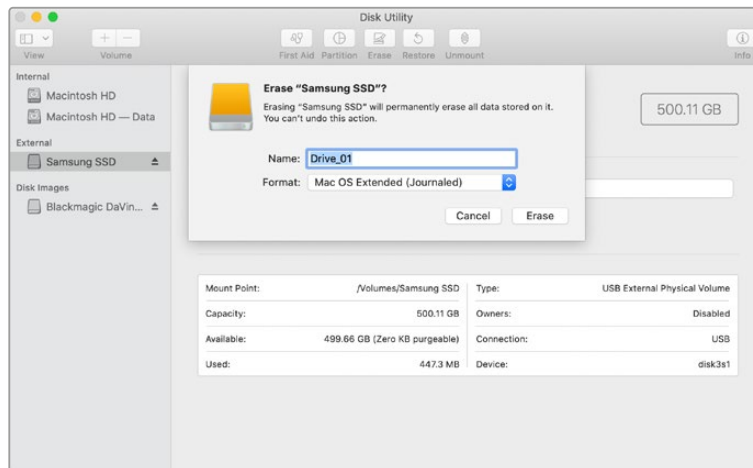 Disk Utility
View
Volume
First Aid
Partition
Erase
Restore
Unmount
Info
Internal
Macintosh HD
Macintosh HD — Data
External
Samsung SSD
Disk Images
Blackmagic DaVin...
Erase “Samsung SSD”?
Erasing “Samsung SSD” will permanently erase all data stored on it.
You can't undo this action.
Name: Drive_01
Format: Mac OS Extended (Journaled)
Cancel
Erase
500.11 GB
Mount Point: /Volumes/Samsung SSD
Type: USB External Physical Volume
Capacity: 500.11 GB
Owners: Disabled
Available: 499.66 GB (Zero KB purgeable)
Connection: USB
Used: 447.3 MB
Device: disk3s1